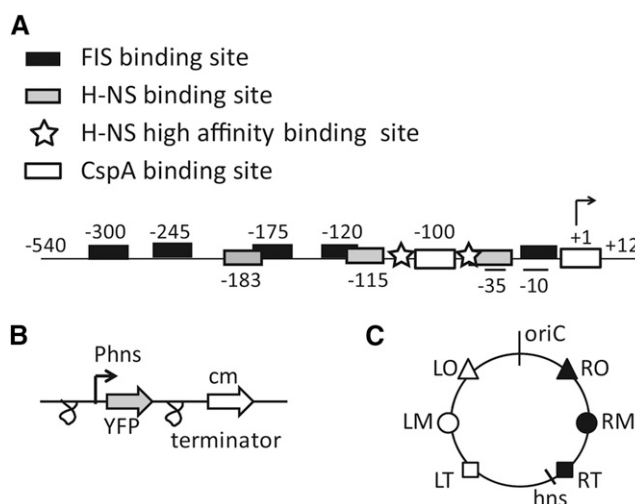 A
FIS binding site
H-NS binding site
H-NS high affinity binding site
CspA binding site
-540 -300 -245 -175 -120 -100 +1 +12
-183 -115 -35 -10
B
Phns cm
YFP terminator
C
oriC
LO RO
LM RM
LT RT
hns